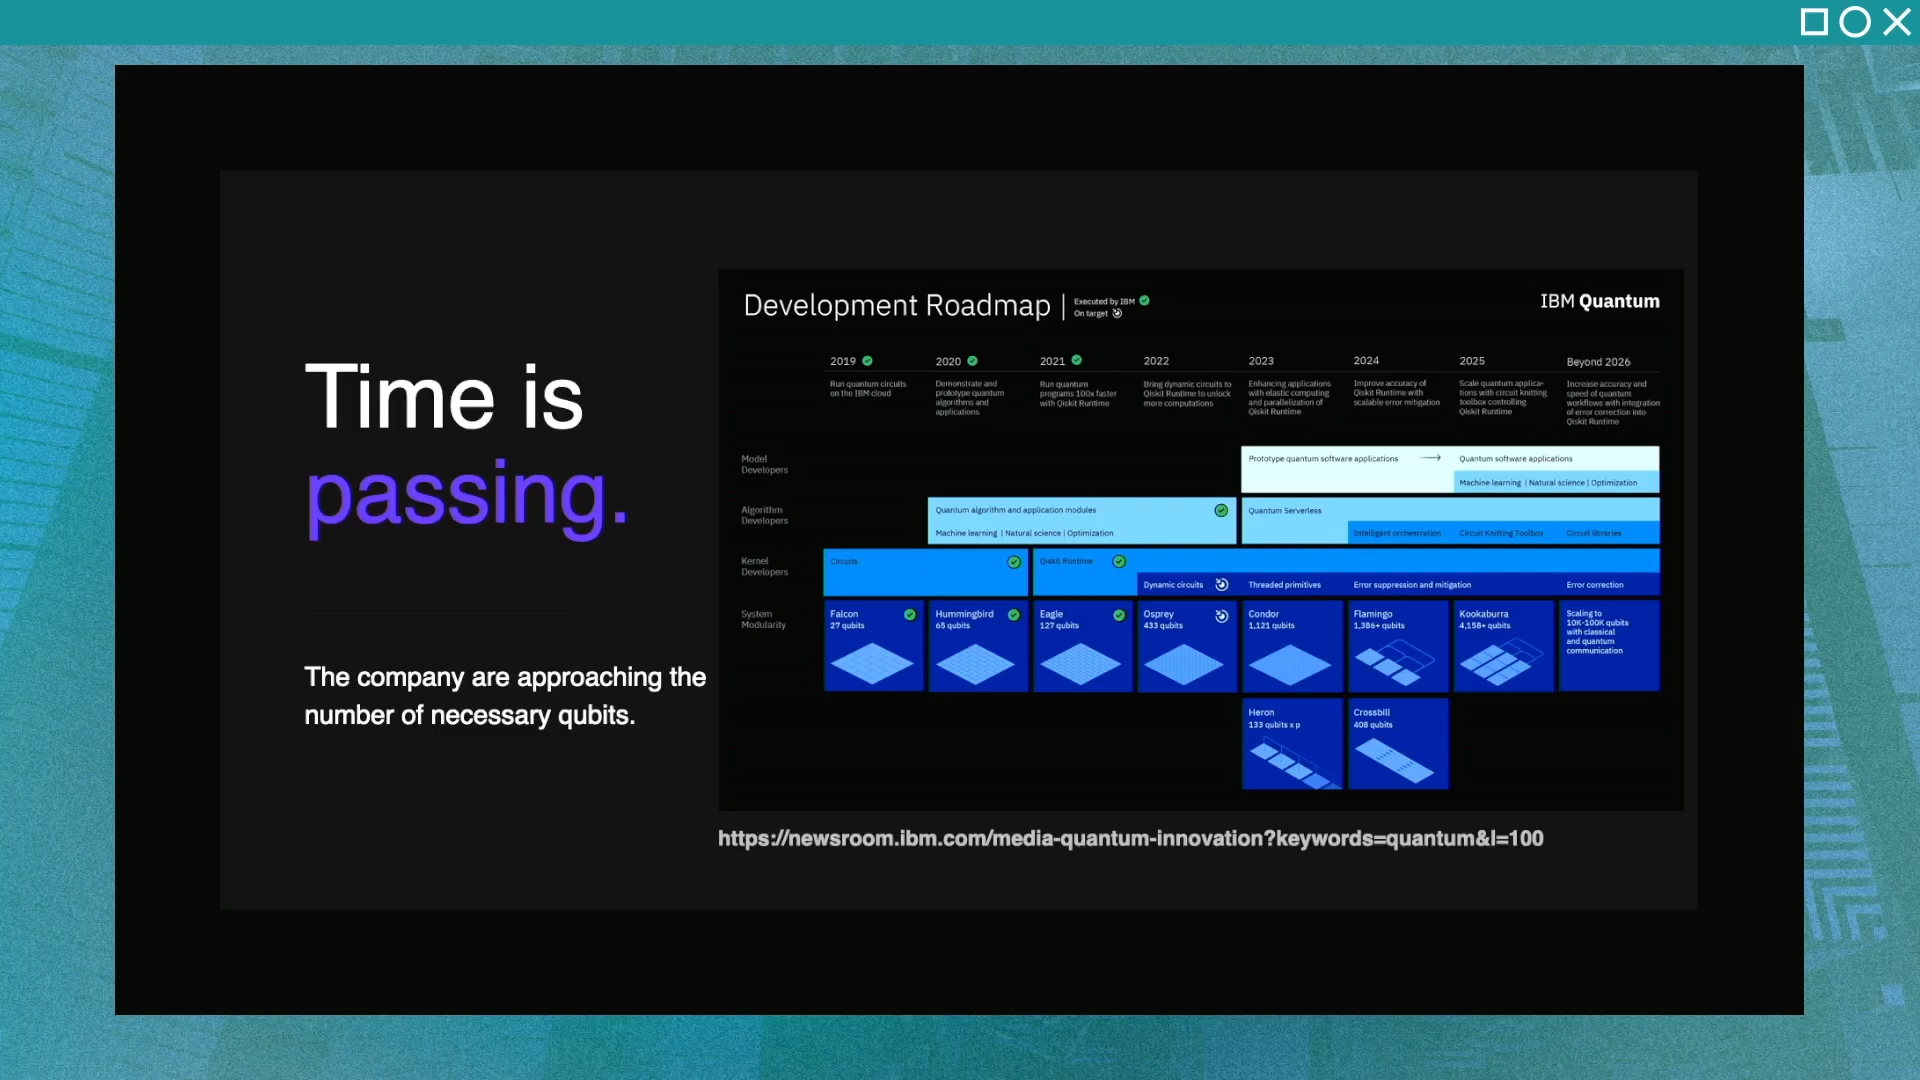 Time is
passing.
The company are approaching the
number of necessary qubits.
Development Roadmap
Executed by IBM
On target
IBM Quantum
2019
2020
2021
2022
2023
2024
2025
Beyond 2026
Run quantum circuits
on the IBM cloud
Demonstrate and
prototype quantum
algorithms and
applications
Run quantum
programs 100x faster
with Qiskit Runtime
Bring dynamic circuits to
Qiskit Runtime to unlock
more computations
Enhancing applications
with elastic computing
and parallelization of
Qiskit Runtime
Improve accuracy of
Qiskit Runtime with
scalable error mitigation
Scale quantum applica-
tions with circuit knitting
toolbox controlling
Qiskit Runtime
Increase accuracy and
speed of quantum
workflows with integration
of error correction into
Qiskit Runtime
Model
Developers
Prototype quantum software applications
Quantum software applications
Machine learning | Natural science | Optimization
Algorithm
Developers
Quantum algorithm and application modules
Machine learning | Natural science | Optimization
Quantum Serverless
Intelligent orchestration
Circuit Knitting Toolbox
Circuit libraries
Kernel
Developers
Circuits
Qiskit Runtime
Dynamic circuits
Threaded primitives
Error suppression and mitigation
Error correction
System
Modularity
Falcon
27 qubits
Hummingbird
65 qubits
Eagle
127 qubits
Osprey
433 qubits
Condor
1,121 qubits
Flamingo
1,386+ qubits
Kookaburra
4,158+ qubits
Scaling to
10K-100K qubits
with classical
and quantum
communication
Heron
133 qubits x p
Crossbill
408 qubits
https://newsroom.ibm.com/media-quantum-innovation?keywords=quantum&l=100